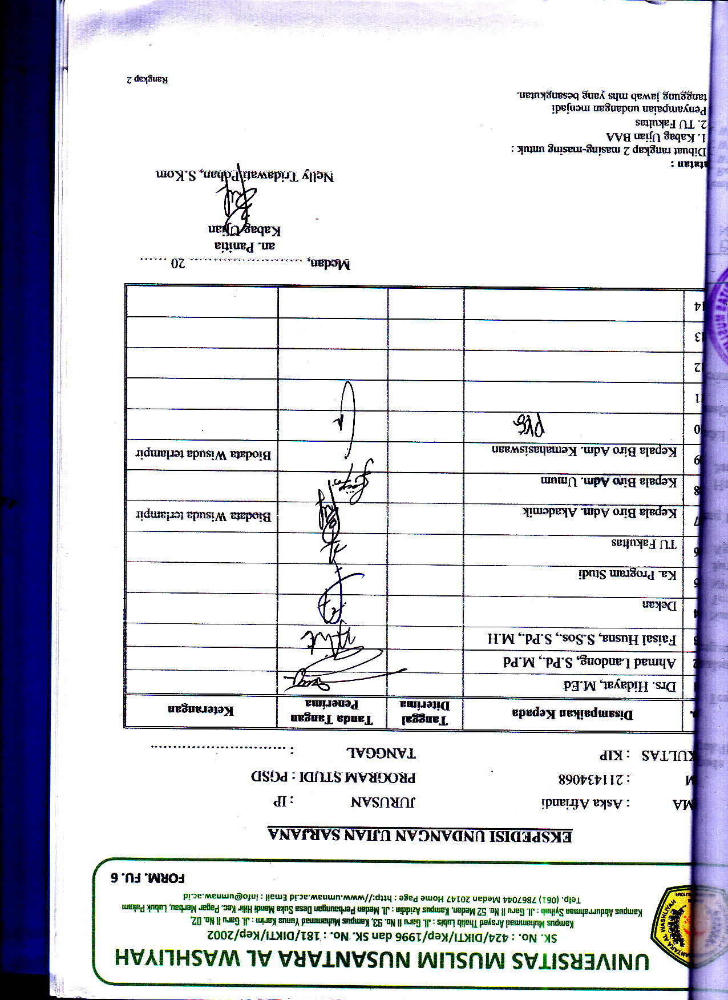 UNIVERSITAS MUSLIM NUSANTARA AL WASHLIYAH
SK. No. : 424/DIKTI/Kep/1996 dan SK. No. : 181/DIKTI/Kep/2002
Kampus Muhammad Arsyad Thalib Lubis : Jl. Garu II No. 93, Kampus Muhammad Yunus Karim : Jl. Garu II No. 02,
Kampus Abdurrahman Syihab : Jl. Garu II No. 52 Medan, Kampus Aziddin : Jl. Medan Perbaungan Desa Suka Mandi Hilir Kec. Pagar Merbau, Lubuk Pakam
Telp. (061) 7867044 Medan 20147 Home Page : http://www.umnaw.ac.id Email : info@umnaw.ac.id
FORM. FU. 6
EKSPEDISI UNDANGAN UJIAN SARJANA
MA : Aska Afriandi JURUSAN : IP
M : 211434068 PROGRAM STUDI : PGSD
KULTAS : KIP TANGGAL : ................................
. Disampaikan Kepada Tanggal Diterima Tanda Tangan Penerima Keterangan
1 Drs. Hidayat, M.Ed
2 Ahmad Landong, S.Pd., M.Pd
3 Faisal Husna, S.Sos., S.Pd., M.H
4 Dekan
5 Ka. Program Studi
6 TU Fakultas
7 Kepala Biro Adm. Akademik Biodata Wisuda terlampir
8 Kepala Biro Adm. Umum
9 Kepala Biro Adm. Kemahasiswaan Biodata Wisuda terlampir
0
11
12
13
14
Medan, ................................ 20 ......
an. Panitia
Kabag Ujian
Nelly Tridawati Pohan, S.Kom
atatan :
Dibuat rangkap 2 masing-masing untuk :
1. Kabag Ujian BAA
2. TU Fakultas
Penyampaian undangan menjadi
tanggung jawab mhs yang besangkutan.
Rangkap 2